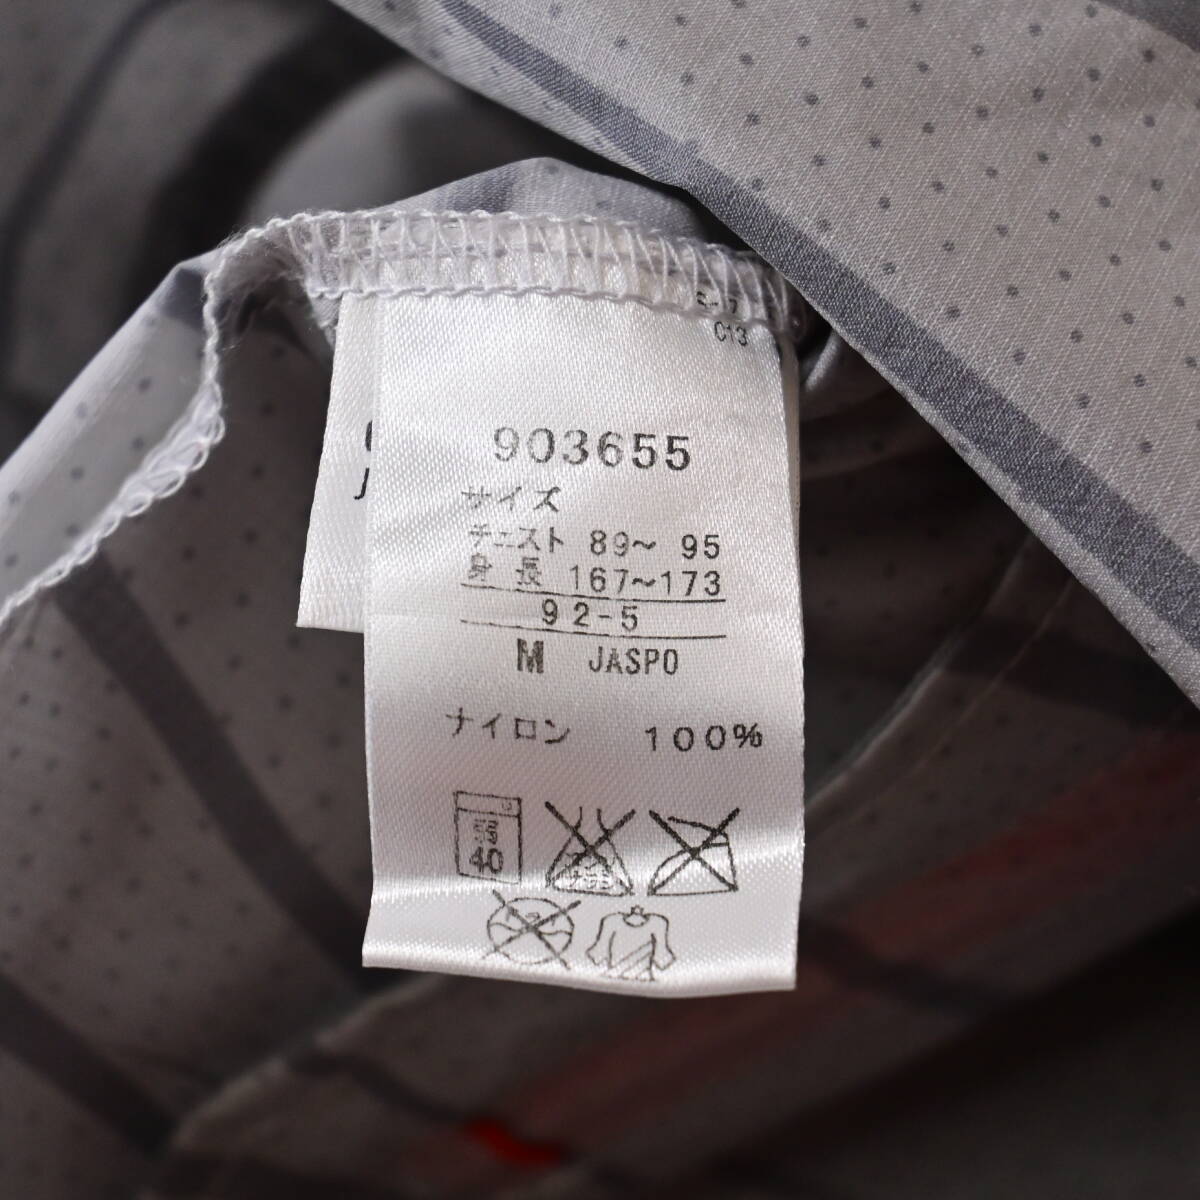 C13
903655
サイズ
チェスト 89～ 95
身長 167～173
92-5
M JASPO
ナイロン 100%
40